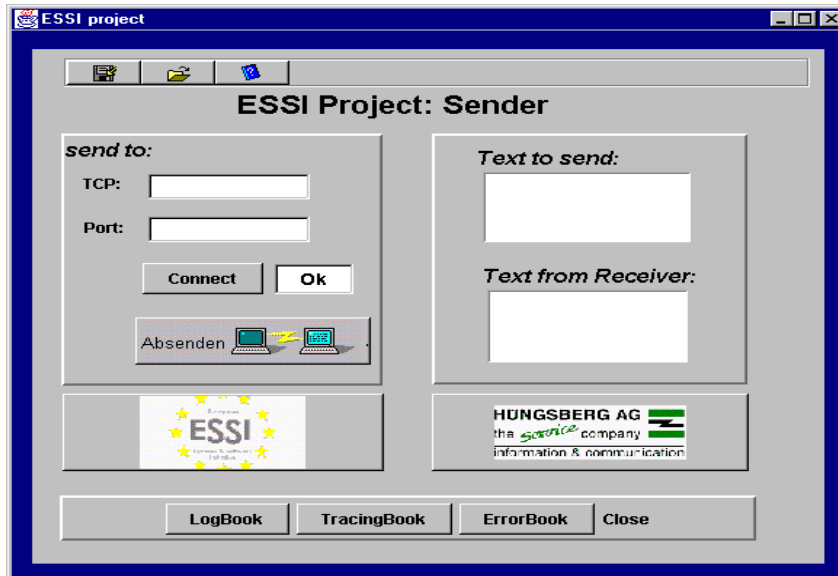 ESSI project
ESSI Project: Sender
send to:
TCP:
Port:
Connect
Ok
Absenden
Text to send:
Text from Receiver:
ESSI
HÜNGSBERG AG
the service company
information & communication
LogBook
TracingBook
ErrorBook
Close